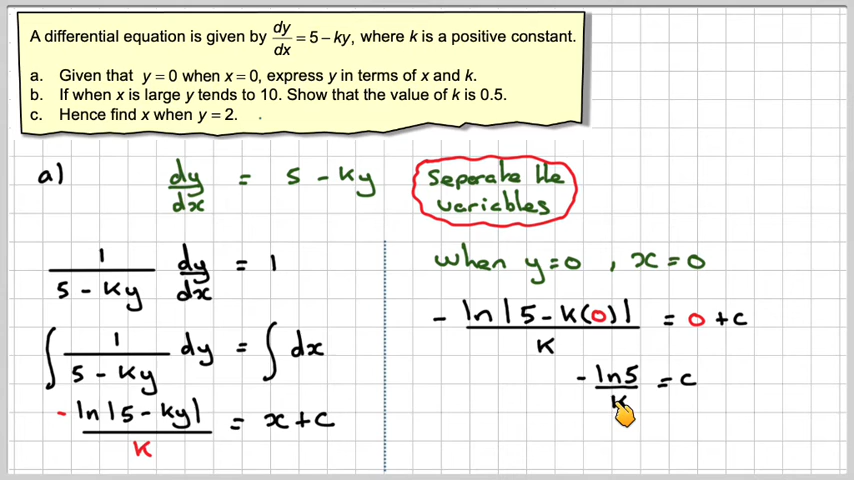 A differential equation is given by dy/dx = 5 – ky, where k is a positive constant.
a. Given that y = 0 when x = 0, express y in terms of x and k.
b. If when x is large y tends to 10. Show that the value of k is 0.5.
c. Hence find x when y = 2.
a) dy/dx = 5 - ky
Seperate the
variables
1/(5 - ky) dy/dx = 1
∫ 1/(5 - ky) dy = ∫ dx
- ln|5 - ky|/k = x + c
when y=0 , x=0
- ln|5 - k(0)|/k = 0 + c
- ln5/k = c